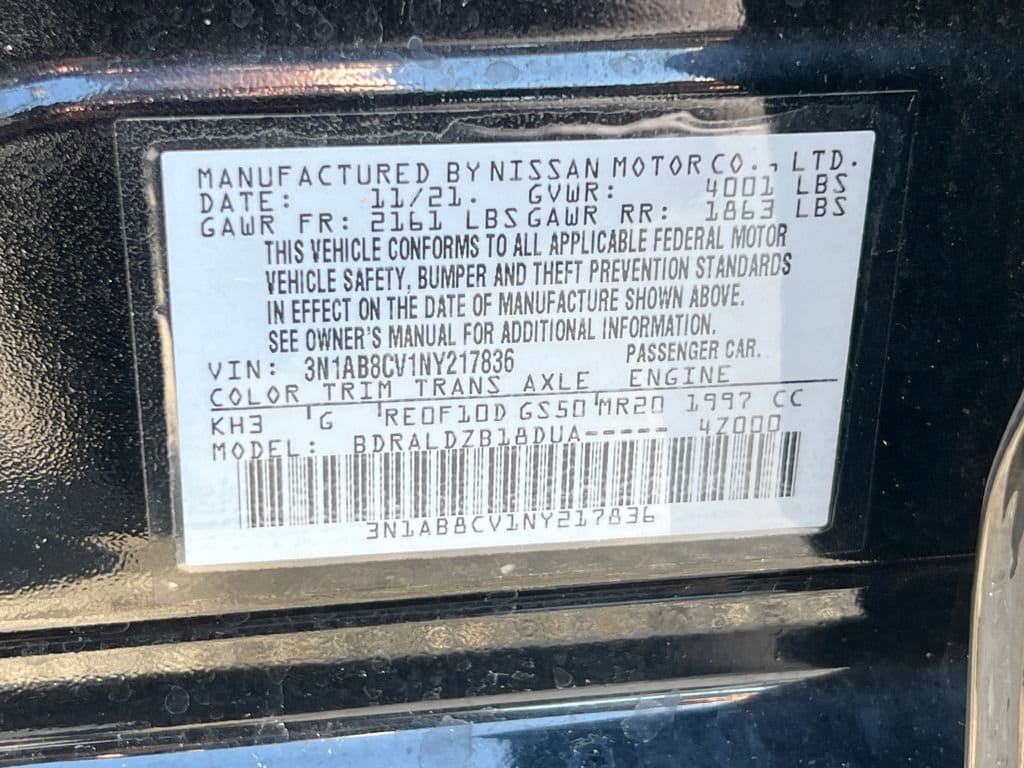 MANUFACTURED BY NISSAN MOTOR CO., LTD.
DATE: 11/21. GVWR: 4001 LBS
GAWR FR: 2161 LBS GAWR RR: 1863 LBS
THIS VEHICLE CONFORMS TO ALL APPLICABLE FEDERAL MOTOR
VEHICLE SAFETY, BUMPER AND THEFT PREVENTION STANDARDS
IN EFFECT ON THE DATE OF MANUFACTURE SHOWN ABOVE.
SEE OWNER'S MANUAL FOR ADDITIONAL INFORMATION.
VIN: 3N1AB8CV1NY217836 PASSENGER CAR.
COLOR TRIM TRANS AXLE ENGINE
KH3 G RE0F10D GS50 MR20 1997 CC
MODEL: BDRALDZB18DUA----- 4Z000
3N1AB8CV1NY217836